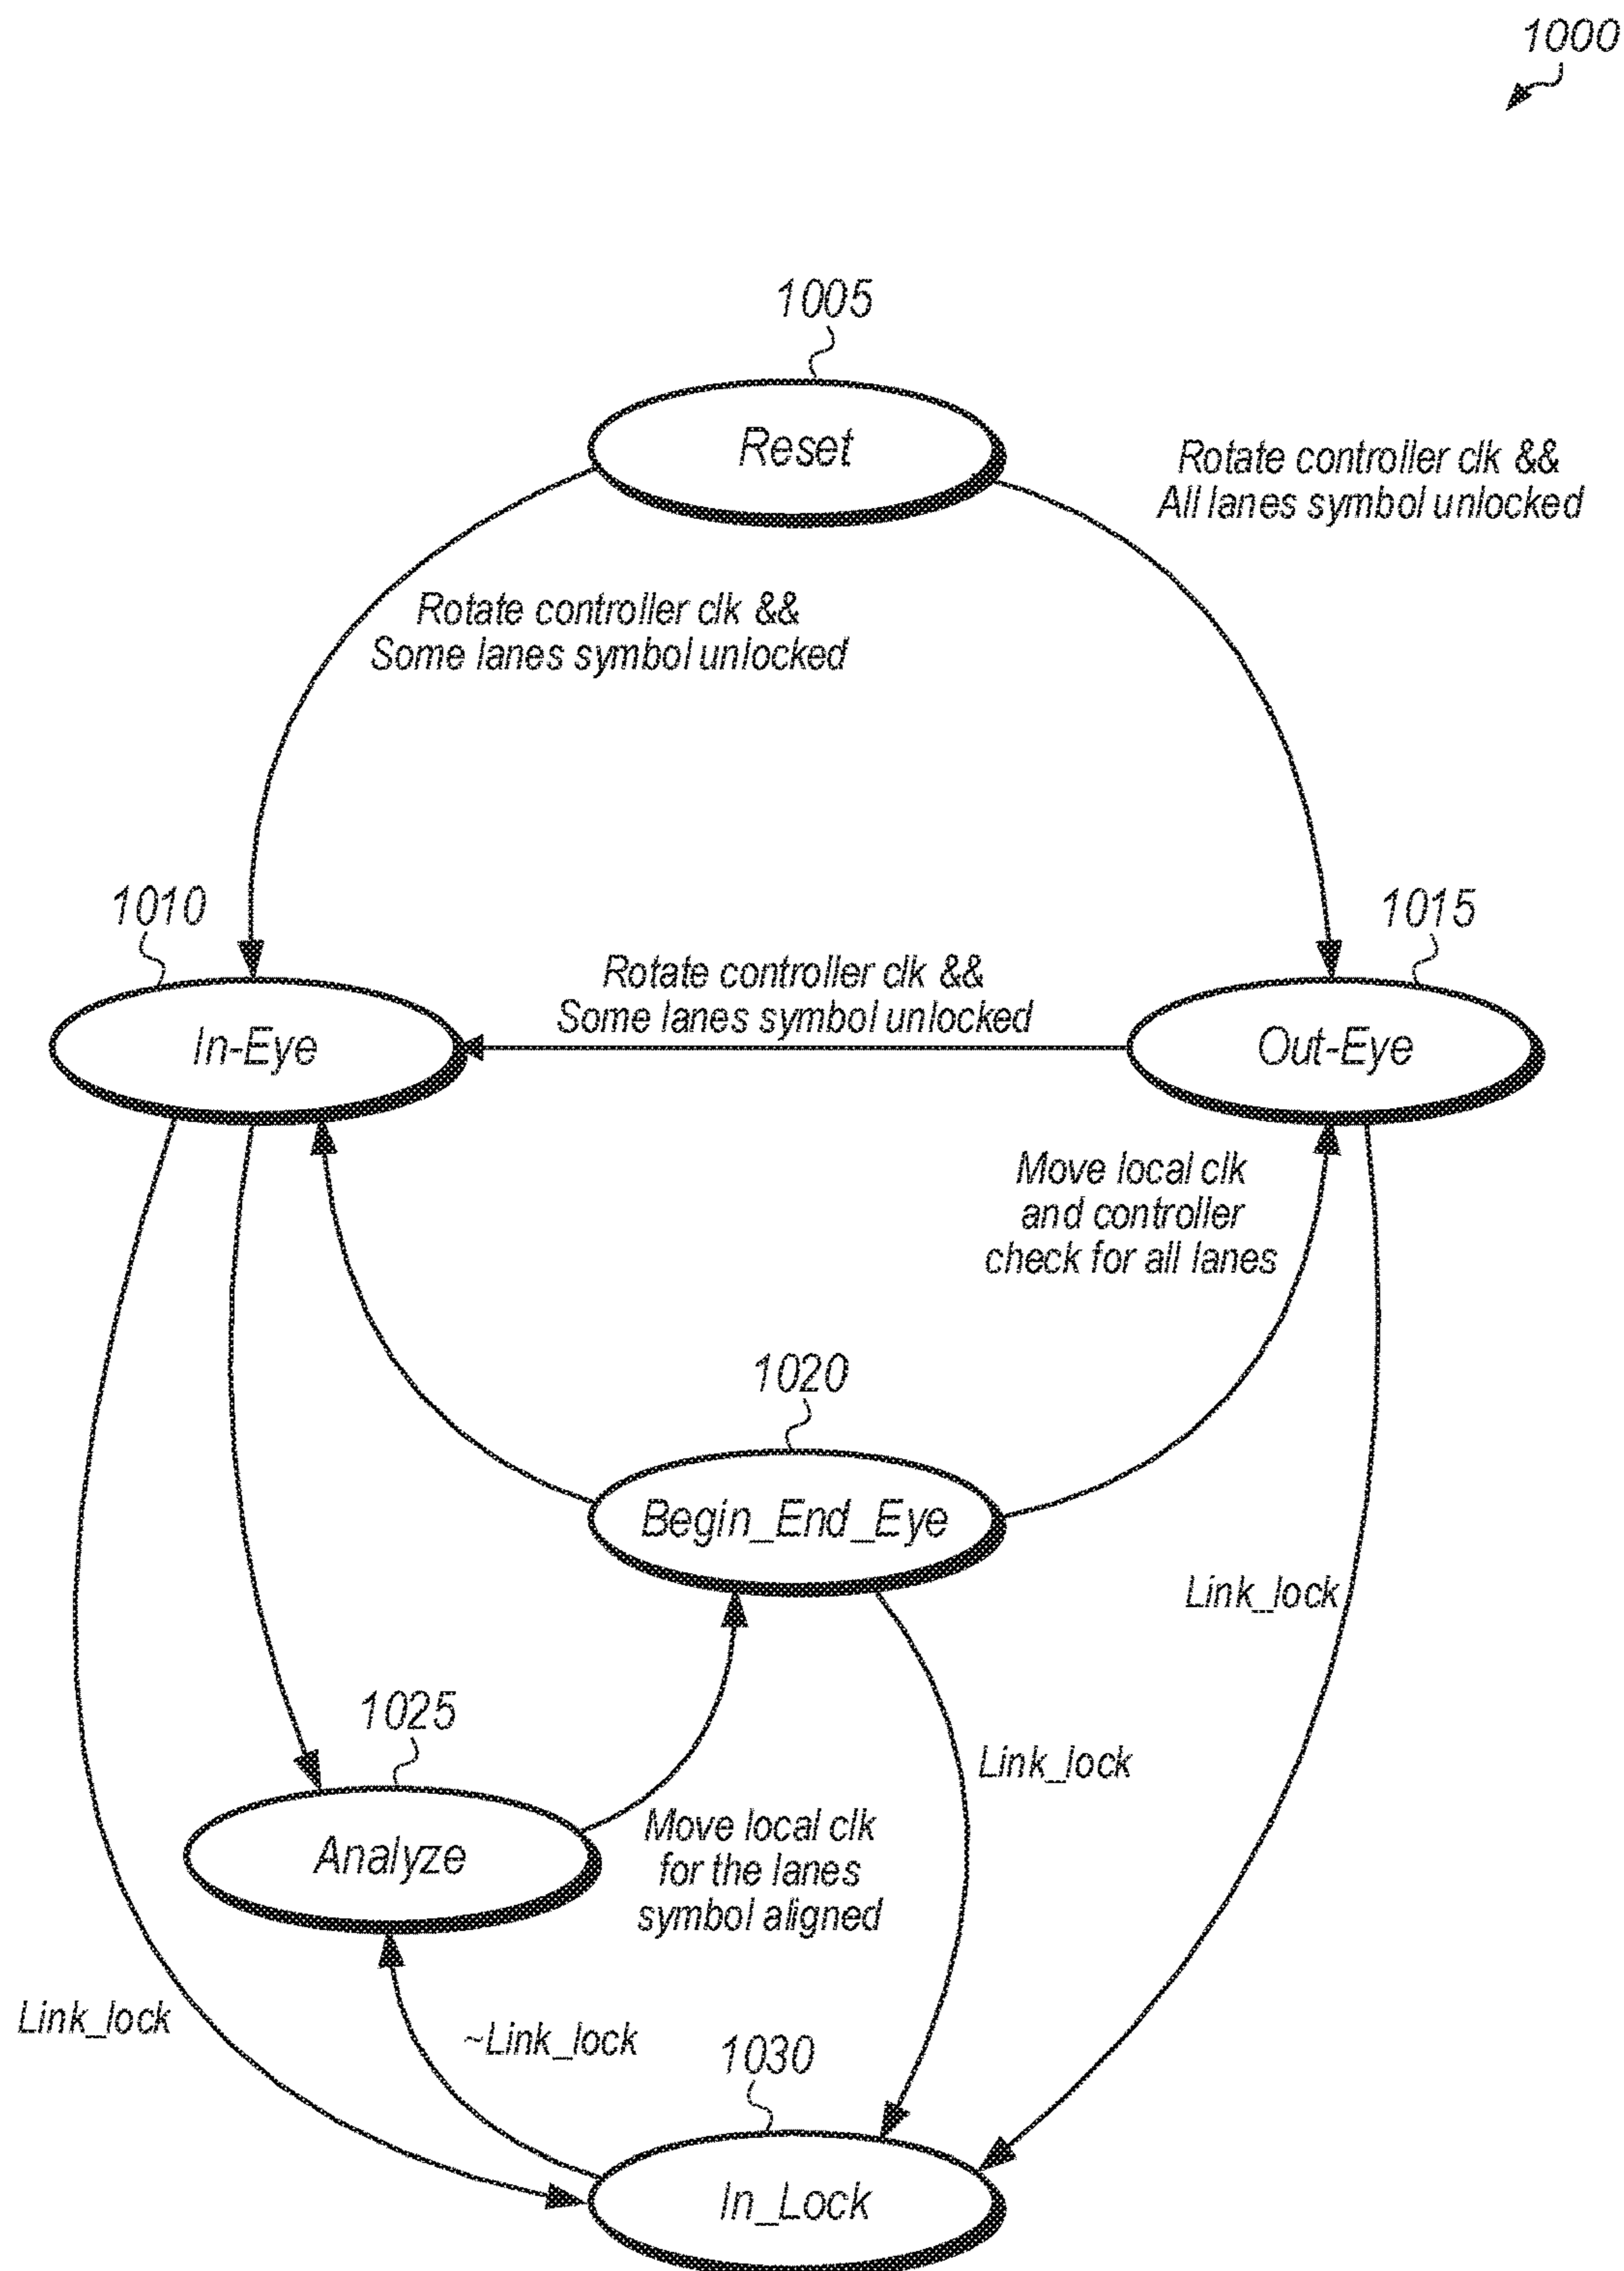 1000
1005
Reset
Rotate controller clk &&
All lanes symbol unlocked
Rotate controller clk &&
Some lanes symbol unlocked
1010
1015
Rotate controller clk &&
Some lanes symbol unlocked
In-Eye
Out-Eye
Move local clk
and controller
check for all lanes
1020
Begin_End_Eye
Link_lock
1025
Link_lock
Analyze
Move local clk
for the lanes
symbol aligned
Link_lock
~Link_lock
1030
In_Lock